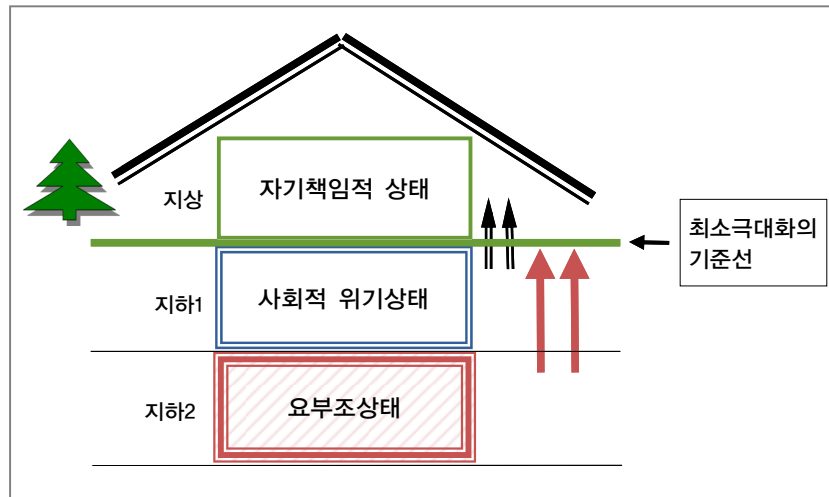 자기책임적 상태
지상
최소극대화의
기준선
사회적 위기상태
지하1
요부조상태
지하2